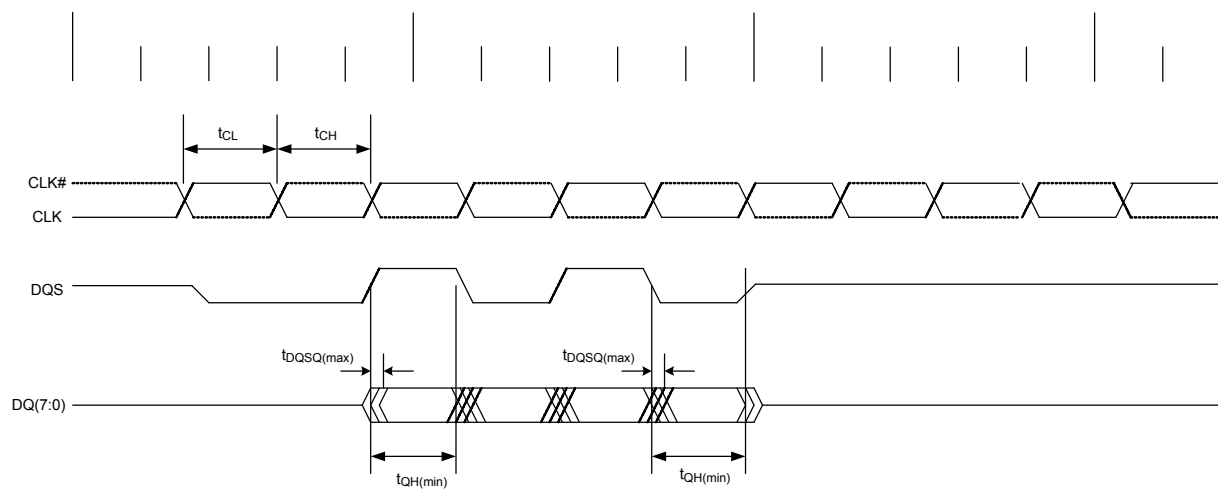 tCL
tCH
CLK#
CLK
DQS
tDQSQ(max)
tDQSQ(max)
DQ(7:0)
tQH(min)
tQH(min)